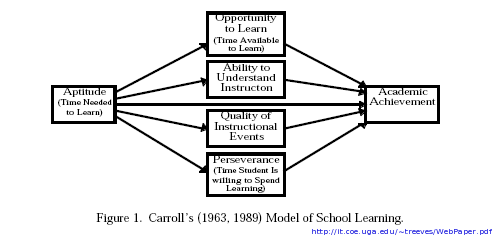 Opportunity
to Learn
(Time Available
to Learn)
Ability to
Understand
Instructon
Aptitude
(Time Needed
to Learn)
Academic
Achievement
Quality of
Instructional
Events
Perseverance
(Time Student Is
willing to Spend
Learning)
Figure 1. Carroll's (1963, 1989) Model of School Learning.
http://it.coe.uga.edu/~treeves/WebPaper.pdf